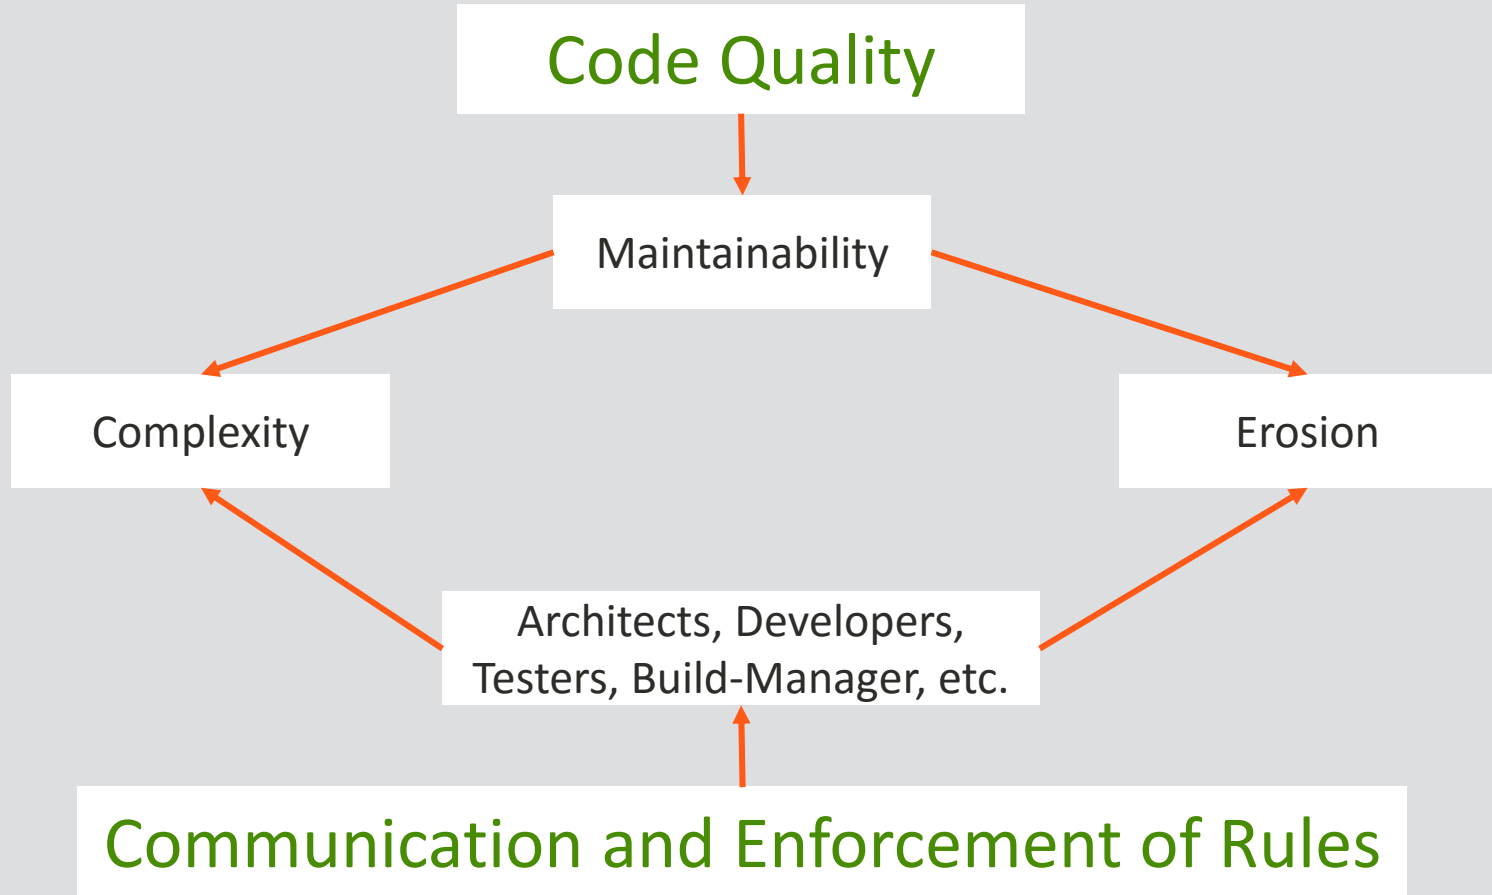 Code Quality
Maintainability
Complexity
Erosion
Architects, Developers,
Testers, Build-Manager, etc.
Communication and Enforcement of Rules